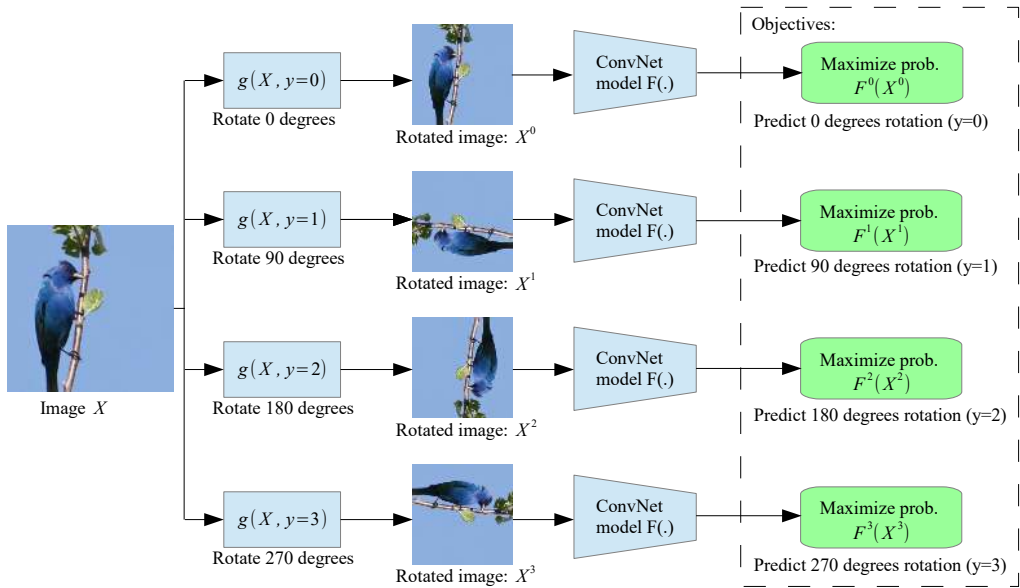 Objectives:
g(X, y=0)
Rotate 0 degrees
Rotated image: X⁰
ConvNet
model F(.)
Maximize prob.
F⁰(X⁰)
Predict 0 degrees rotation (y=0)
g(X, y=1)
Rotate 90 degrees
Rotated image: X¹
ConvNet
model F(.)
Maximize prob.
F¹(X¹)
Predict 90 degrees rotation (y=1)
Image X
g(X, y=2)
Rotate 180 degrees
Rotated image: X²
ConvNet
model F(.)
Maximize prob.
F²(X²)
Predict 180 degrees rotation (y=2)
g(X, y=3)
Rotate 270 degrees
Rotated image: X³
ConvNet
model F(.)
Maximize prob.
F³(X³)
Predict 270 degrees rotation (y=3)